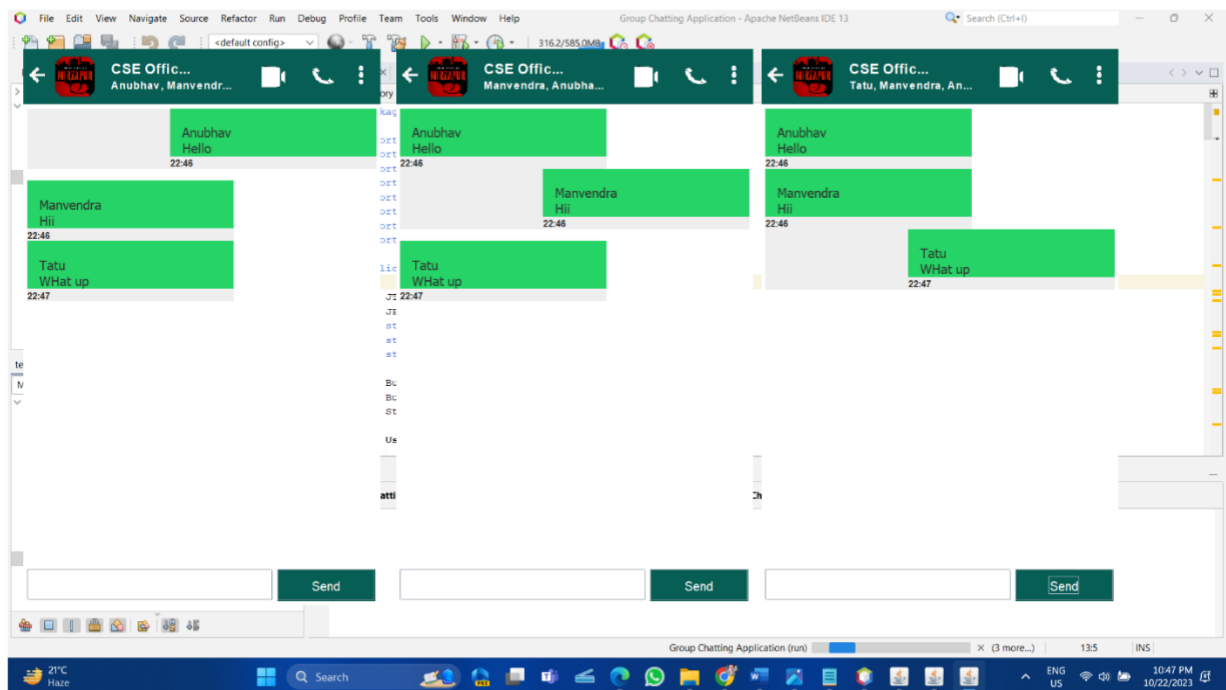 File Edit View Navigate Source Refactor Run Debug Profile Team Tools Window Help
Group Chatting Application - Apache NetBeans IDE 13
Search (Ctrl+I)
<default config>
316.2/585.0MB
CSE Offic...
Anubhav, Manvendr...
Anubhav
Hello
22:46
Manvendra
Hii
22:46
Tatu
WHat up
22:47
Send
CSE Offic...
Manvendra, Anubha...
Anubhav
Hello
22:46
Manvendra
Hii
22:46
Tatu
WHat up
22:47
Send
CSE Offic...
Tatu, Manvendra, An...
Anubhav
Hello
22:46
Manvendra
Hii
22:46
Tatu
WHat up
22:47
Send
Group Chatting Application (run)
(3 more...)
13:5
INS
21°C
Haze
Search
ENG
US
10:47 PM
10/22/2023